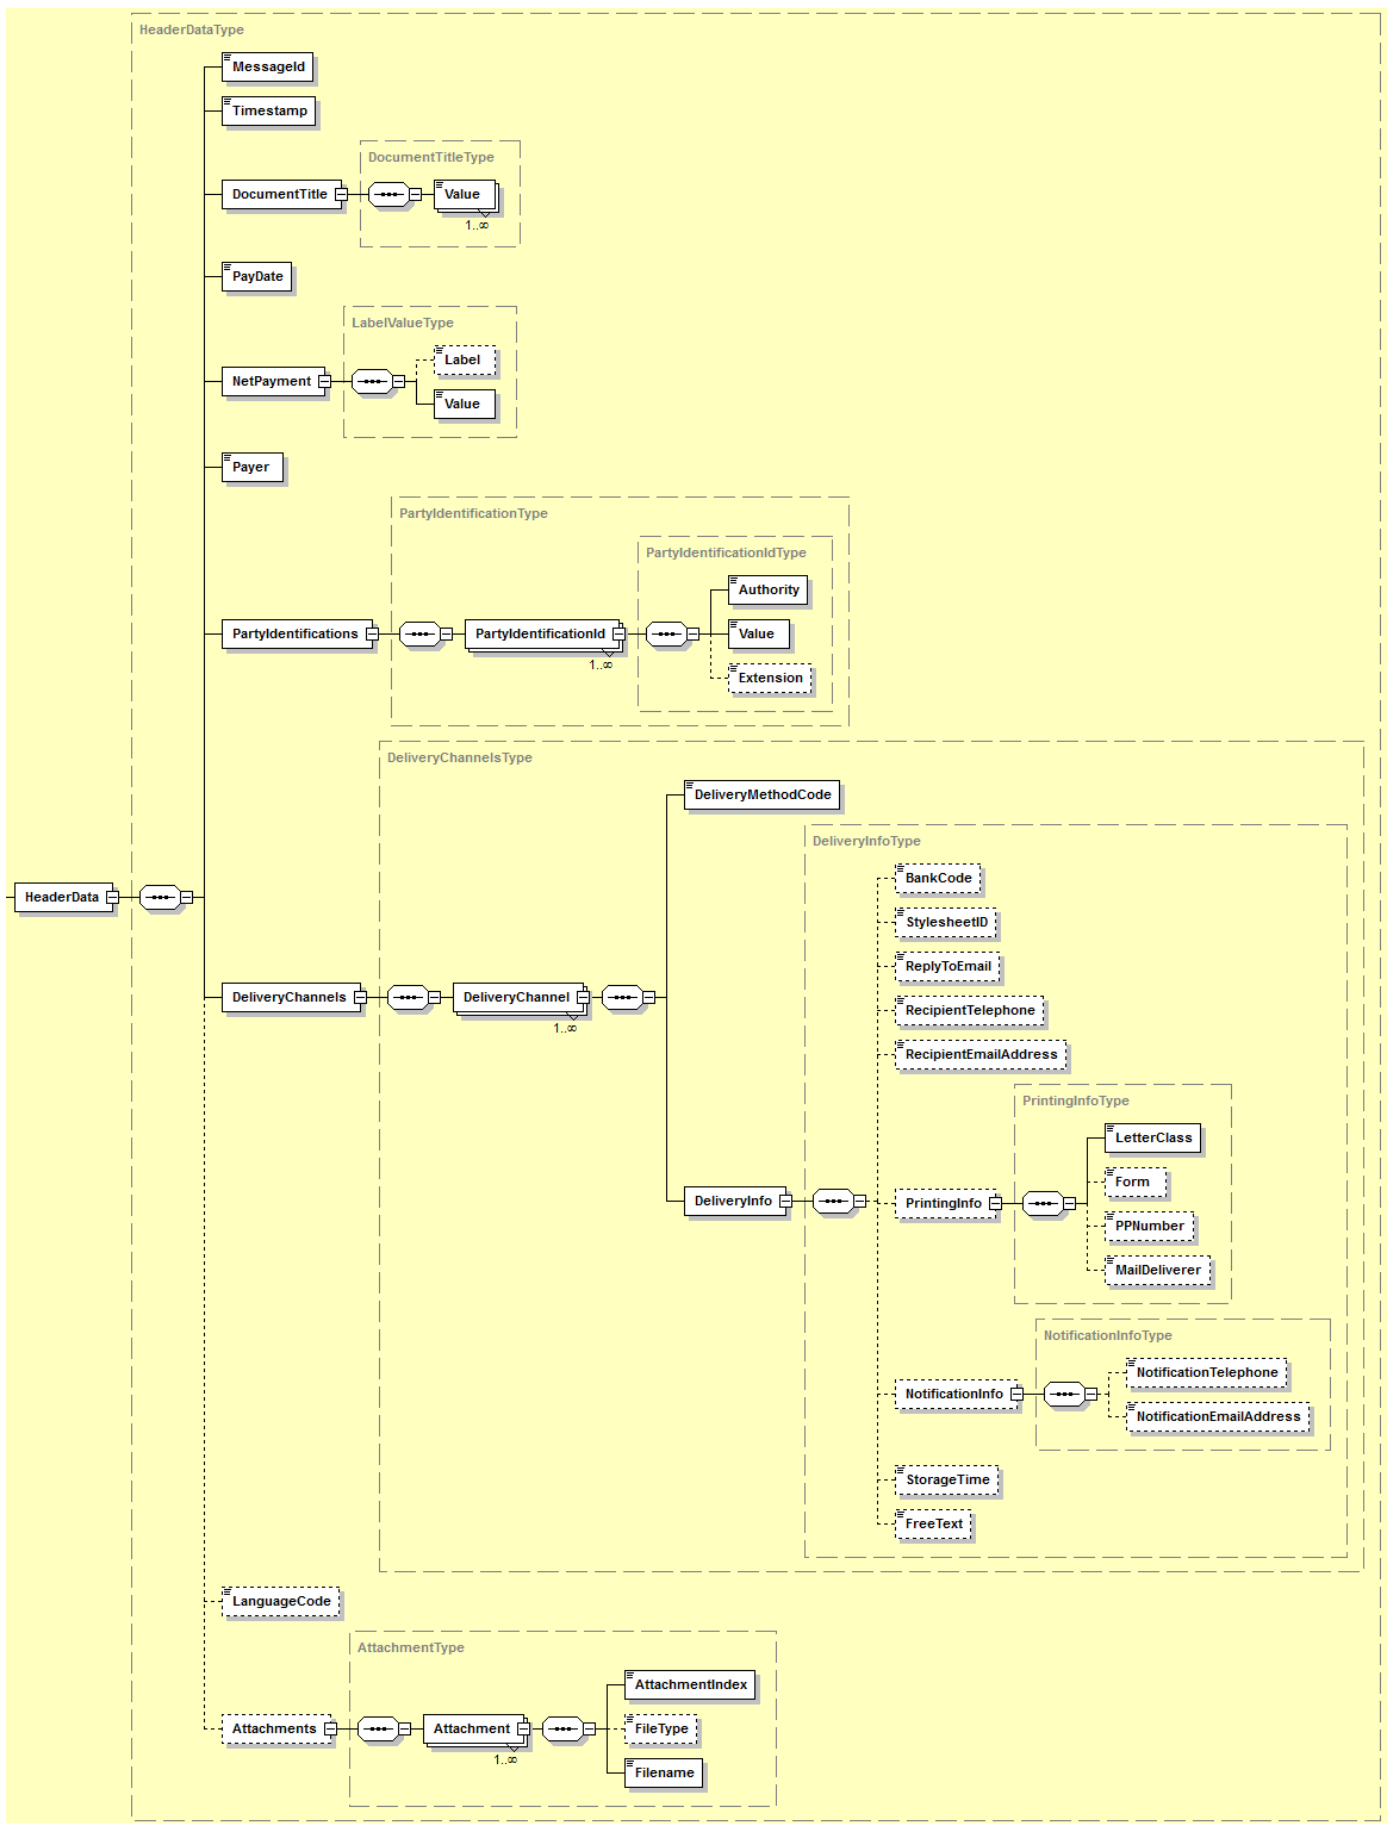 HeaderDataType
MessageId
Timestamp
DocumentTitleType
DocumentTitle
Value
1..∞
PayDate
LabelValueType
Label
NetPayment
Value
Payer
PartyIdentificationType
PartyIdentificationIdType
Authority
PartyIdentifications
PartyIdentificationId
Value
1..∞
Extension
DeliveryChannelsType
DeliveryMethodCode
DeliveryInfoType
BankCode
HeaderData
StylesheetID
ReplyToEmail
DeliveryChannels
DeliveryChannel
1..∞
RecipientTelephone
RecipientEmailAddress
PrintingInfoType
LetterClass
Form
DeliveryInfo
PrintingInfo
PPNumber
MailDeliverer
NotificationInfoType
NotificationTelephone
NotificationInfo
NotificationEmailAddress
StorageTime
FreeText
LanguageCode
AttachmentType
AttachmentIndex
Attachments
Attachment
FileType
1..∞
Filename